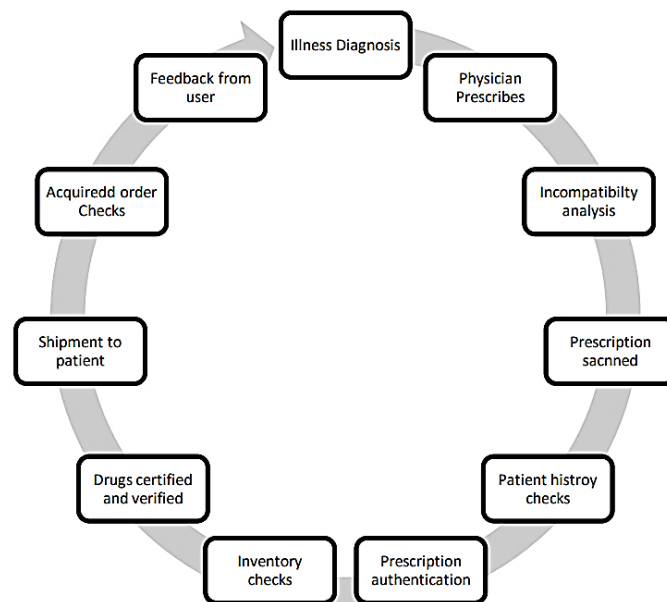 Illness Diagnosis
Physician
Prescribes
Incompatibilty
analysis
Prescription
sacnned
Patient histroy
checks
Prescription
authentication
Inventory
checks
Drugs certified
and verified
Shipment to
patient
Acquiredd order
Checks
Feedback from
user